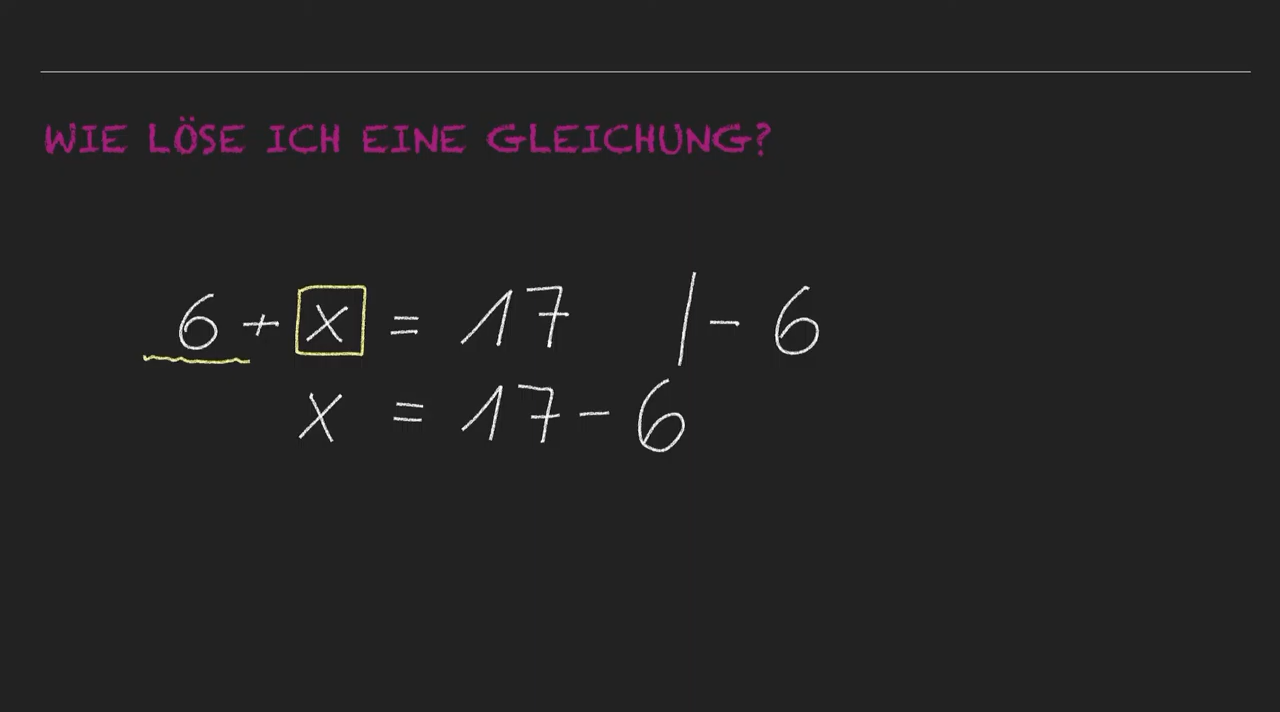 WIE LÖSE ICH EINE GLEICHUNG?
6 + x = 17 | - 6
x = 17 - 6